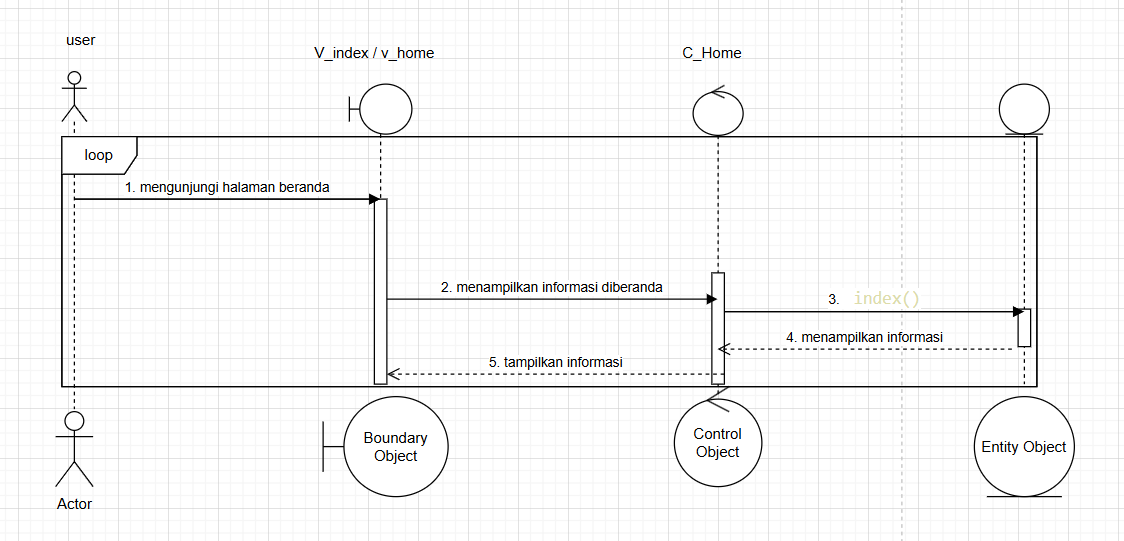 user
V_index / v_home
C_Home
loop
1. mengunjungi halaman beranda
2. menampilkan informasi diberanda
3. index()
4. menampilkan informasi
5. tampilkan informasi
Boundary
Object
Control
Object
Entity Object
Actor